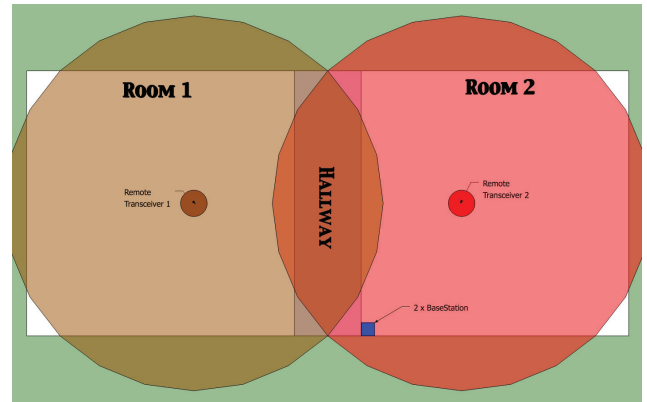 Room 1
Room 2
Hallway
Remote
Transceiver 1
Remote
Transceiver 2
2 x BaseStation